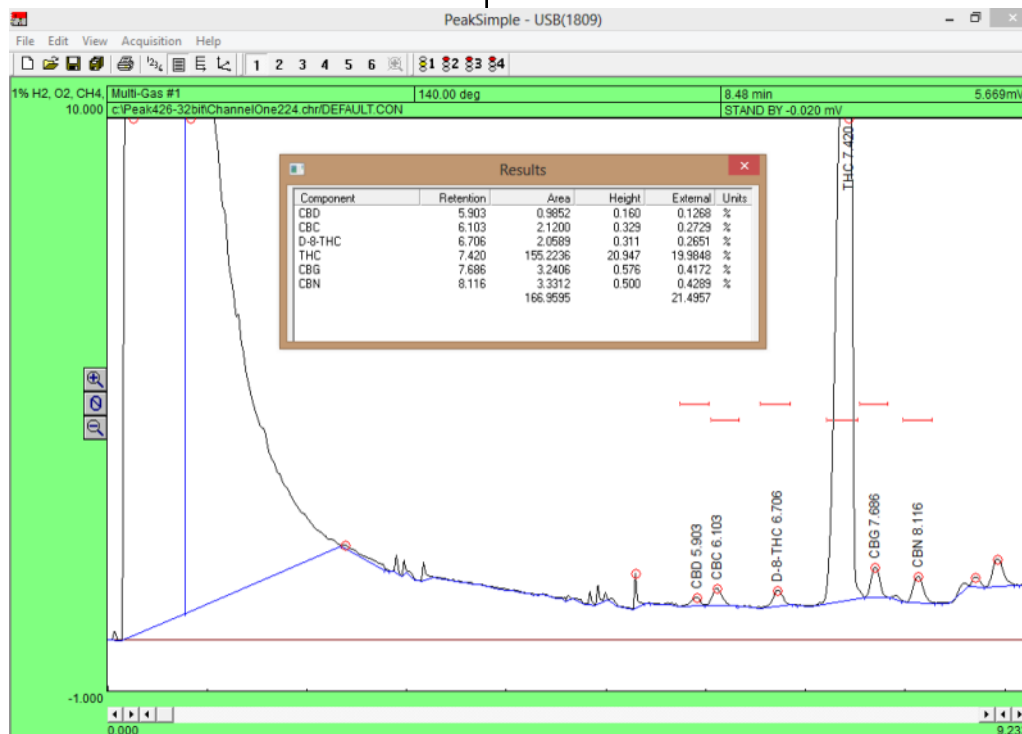 PeakSimple - USB(1809)
File Edit View Acquisition Help
1 2 3 4 5 6 1 2 3 4
1% H2, O2, CH4, Multi-Gas #1 140.00 deg 8.48 min 5.669mV
10.000 c:\Peak426-32bit\ChannelOne224.chr/DEFAULT.CON STAND BY -0.020 mV
Results
Component Retention Area Height External Units
CBD 5.903 0.9852 0.160 0.1268 %
CBC 6.103 2.1200 0.329 0.2729 %
D-8-THC 6.706 2.0589 0.311 0.2651 %
THC 7.420 155.2236 20.947 19.9848 %
CBG 7.686 3.2406 0.576 0.4172 %
CBN 8.116 3.3312 0.500 0.4289 %
166.9595 21.4957
CBD 5.903
CBC 6.103
D-8-THC 6.706
THC 7.420
CBG 7.686
CBN 8.116
-1.000
0.000 9.23